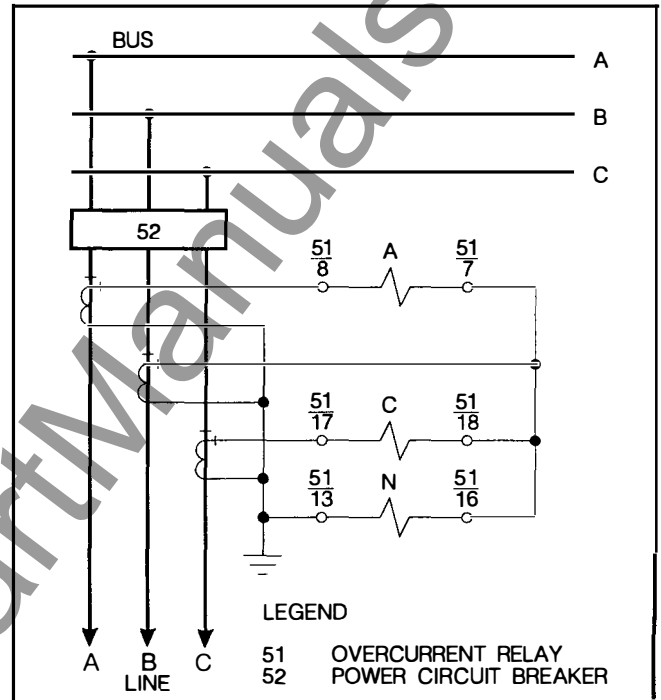 BUS
A
B
C
52
51 A 51
8 7
51 C 51
17 18
51 N 51
13 16
LEGEND
A B C
LINE
51 OVERCURRENT RELAY
52 POWER CIRCUIT BREAKER
artManuals